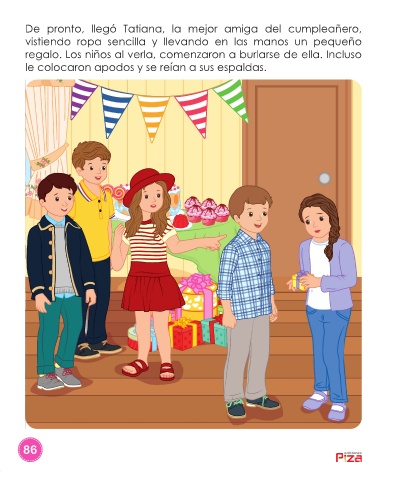 De pronto, llegó Tatiana, la mejor amiga del cumpleañero,
vistiendo ropa sencilla y llevando en las manos un pequeño
regalo. Los niños al verla, comenzaron a burlarse de ella. Incluso
le colocaron apodos y se reían a sus espaldas.
86
Piza